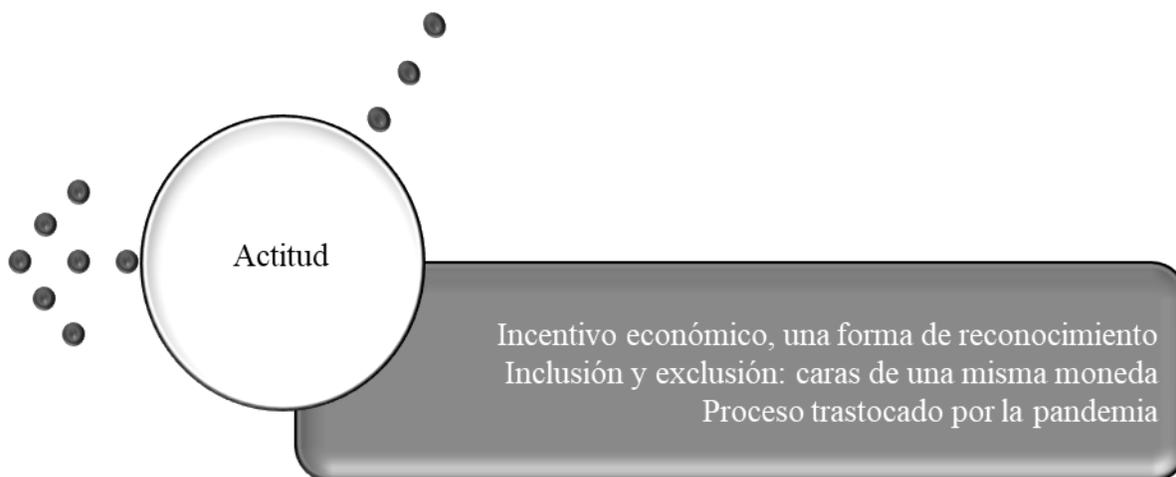 Actitud
Incentivo económico, una forma de reconocimiento
Inclusión y exclusión: caras de una misma moneda
Proceso trastocado por la pandemia